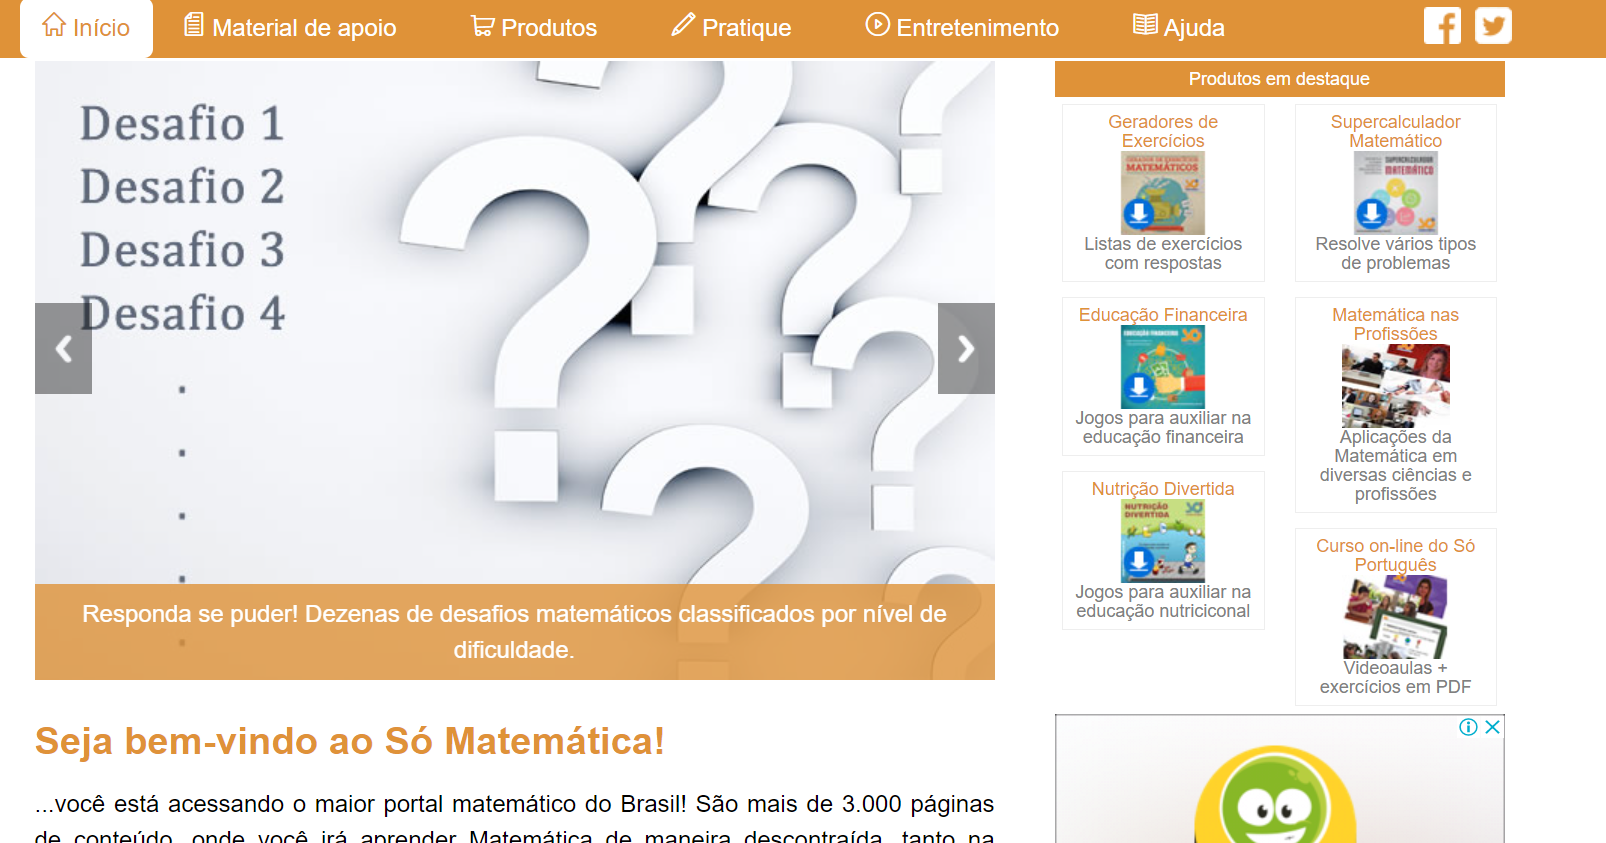 Início
Material de apoio
Produtos
Pratique
Entretenimento
Ajuda
Desafio 1
Desafio 2
Desafio 3
Desafio 4
Responda se puder! Dezenas de desafios matemáticos classificados por nível de
dificuldade.
Seja bem-vindo ao Só Matemática!
...você está acessando o maior portal matemático do Brasil! São mais de 3.000 páginas
de conteúdo, onde você irá aprender Matemática de maneira descontraída, tanto na
Produtos em destaque
Geradores de
Exercícios
GERADOR DE EXERCÍCIOS
MATEMÁTICOS
Listas de exercícios
com respostas
Supercalculador
Matemático
SUPERCALCULADOR
MATEMÁTICO
Resolve vários tipos
de problemas
Educação Financeira
EDUCAÇÃO FINANCEIRA
Jogos para auxiliar na
educação financeira
Matemática nas
Profissões
Aplicações da
Matemática em
diversas ciências e
profissões
Nutrição Divertida
NUTRIÇÃO
DIVERTIDA
Jogos para auxiliar na
educação nutriciconal
Curso on-line do Só
Português
Videoaulas +
exercícios em PDF